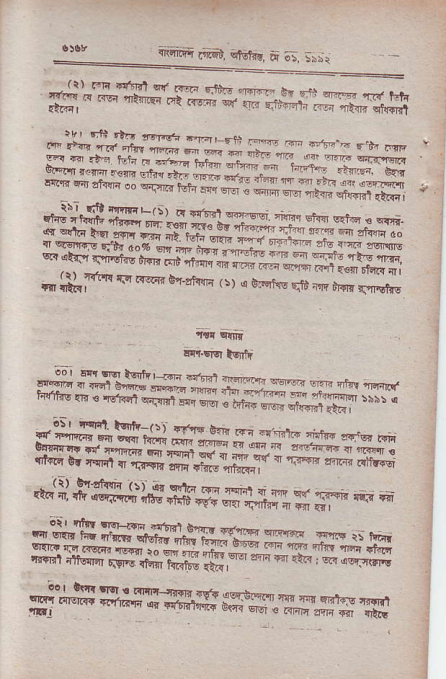 ৬১৬৮ বাংলাদেশ গেজেট, অতিরিক্ত, মে ৩১, ১৯৯২
(২) কোন কর্মচারী অর্ধ বেতনে ছুটিতে থাকাকালে উক্ত ছুটি আরম্ভের পূর্বে তিনি
সর্বশেষ যে বেতন পাইয়াছেন সেই বেতনের অর্ধ হারে ছুটিকালীন বেতন পাইবার অধিকারী
হইবেন।
২৮। ছুটি হইতে প্রত্যাবর্তন করানো।—ছুটি ভোগরত কোন কর্মচারীকে ছুটির মেয়াদ
শেষ হইবার পূর্বে দায়িত্ব পালনের জন্য তলব করা যাইতে পারে এবং তাহাকে অনুরূপভাবে
তলব করা হইলে, তিনি যে কর্মস্থলে ফিরিয়া আসিবার জন্য নির্দেশিত হইয়াছেন, উহার
উদ্দেশ্যে রওয়ানা হওয়ার তারিখ হইতে তাহাকে কর্মরত বলিয়া গণ্য করা হইবে এবং এতদুদ্দেশ্যে
ভ্রমণের জন্য প্রবিধান ৩০ অনুসারে তিনি ভ্রমণ ভাতা ও অন্যান্য ভাতা পাইবার অধিকারী হইবেন।
২৯। ছুটি নগদায়ন।—(১) যে কর্মচারী অবসরভাতা, সাধারণ ভবিষ্য তহবিল ও অবসর-
জনিত সুবিধাদি পরিকল্প চালু হওয়া সত্ত্বেও উক্ত পরিকল্পের সুবিধা গ্রহণের জন্য প্রবিধান ৫০
এর অধীনে ইচ্ছা প্রকাশ করেন নাই, তিনি তাহার সম্পূর্ণ চাকুরীকালে প্রতি বৎসরে প্রত্যাখ্যাত
বা অভোগকৃত ছুটির ৫০% ভাগ নগদ টাকায় রূপান্তরিত করার জন্য অনুমতি পাইতে পারেন,
তবে এইরূপ রূপান্তরিত টাকার মোট পরিমাণ বার মাসের বেতন অপেক্ষা বেশী হওয়া চলিবে না।
(২) সর্বশেষ মূল বেতনের উপ-প্রবিধান (১) এ উল্লেখিত ছুটি নগদ টাকায় রূপান্তরিত
করা যাইবে।
পঞ্চম অধ্যায়
ভ্রমণ-ভাতা ইত্যাদি
৩০। ভ্রমণ ভাতা ইত্যাদি।—কোন কর্মচারী বাংলাদেশের অভ্যন্তরে তাহার দায়িত্ব পালনার্থে
ভ্রমণকালে বা বদলী উপলক্ষে ভ্রমণকালে সাধারণ বীমা কর্পোরেশন ভ্রমণ প্রবিধানমালা ১৯৯১ এ
নির্ধারিত হার ও শর্তাবলী অনুযায়ী ভ্রমণ ভাতা ও দৈনিক ভাতার অধিকারী হইবে।
৩১। সম্মানী ইত্যাদি—(১) কর্তৃপক্ষ উহার কোন কর্মচারীকে সাময়িক প্রকৃতির কোন
কর্ম সম্পাদনের জন্য অথবা বিশেষ মেধার প্রয়োজন হয় এমন নব প্রবর্তনমূলক বা গবেষণা ও
উন্নয়নমূলক কর্ম সম্পাদনের জন্য সম্মানী অর্থ বা নগদ অর্থ বা পুরস্কার প্রদানের যৌক্তিকতা
থাকিলে উক্ত সম্মানী বা পুরস্কার প্রদান করিতে পারিবেন।
(২) উপ-প্রবিধান (১) এর অধীনে কোন সম্মানী বা নগদ অর্থ পুরস্কার মঞ্জুর করা
হইবে না, যদি এতদুদ্দেশ্যে গঠিত কমিটি কর্তৃক তাহা সুপারিশ না করা হয়।
৩২। দায়িত্ব ভাতা—কোন কর্মচারী উপযুক্ত কর্তৃপক্ষের আদেশক্রমে কমপক্ষে ২১ দিনের
জন্য তাহার নিজ দায়িত্বের অতিরিক্ত দায়িত্ব হিসাবে উচ্চতর কোন পদের দায়িত্ব পালন করিলে
তাহাকে মূল বেতনের শতকরা ২০ ভাগ হারে দায়িত্ব ভাতা প্রদান করা হইবে ; তবে এতদসংক্রান্ত
সরকারী নীতিমালা চূড়ান্ত বলিয়া বিবেচিত হইবে।
৩৩। উৎসব ভাতা ও বোনাস—সরকার কর্তৃক এতদুদ্দেশ্যে সময় সময় জারীকৃত সরকারী
আদেশ মোতাবেক কর্পোরেশন এর কর্মচারীগণকে উৎসব ভাতা ও বোনাস প্রদান করা যাইতে
পারে।